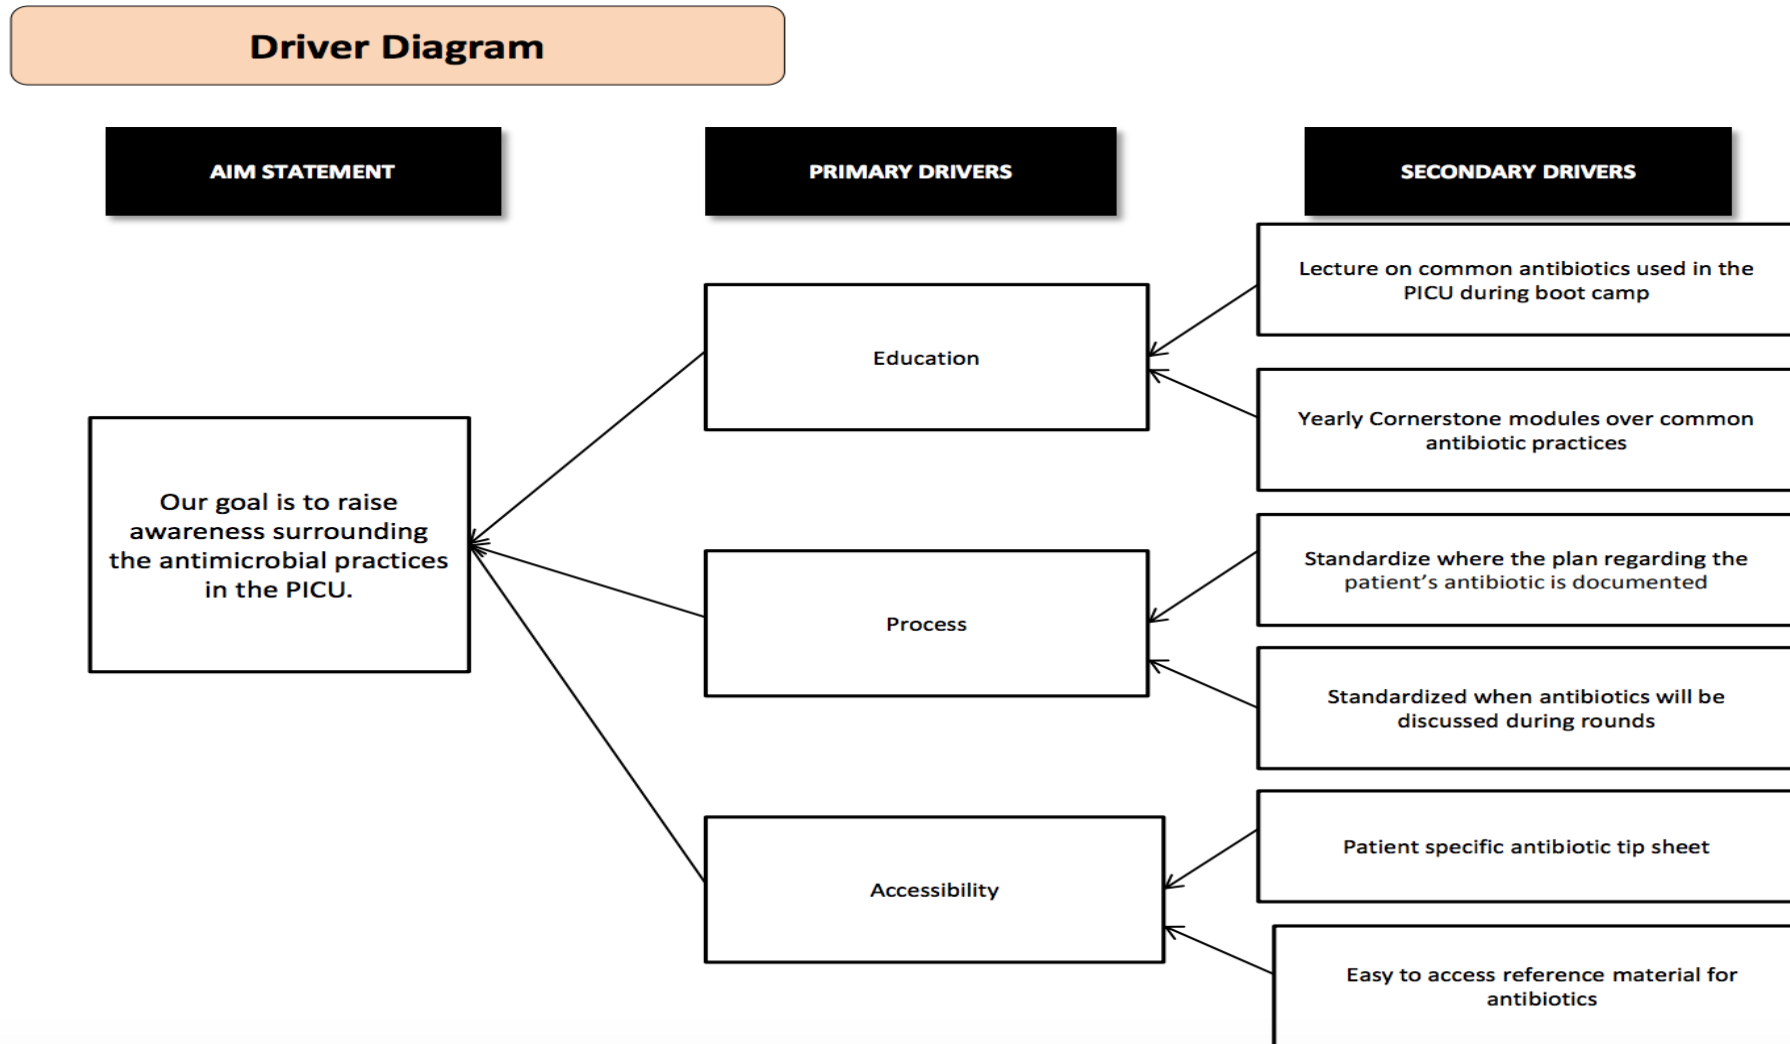 Driver Diagram
AIM STATEMENT
PRIMARY DRIVERS
SECONDARY DRIVERS
Our goal is to raise
awareness surrounding
the antimicrobial practices
in the PICU.
Education
Process
Accessibility
Lecture on common antibiotics used in the
PICU during boot camp
Yearly Cornerstone modules over common
antibiotic practices
Standardize where the plan regarding the
patient’s antibiotic is documented
Standardized when antibiotics will be
discussed during rounds
Patient specific antibiotic tip sheet
Easy to access reference material for
antibiotics